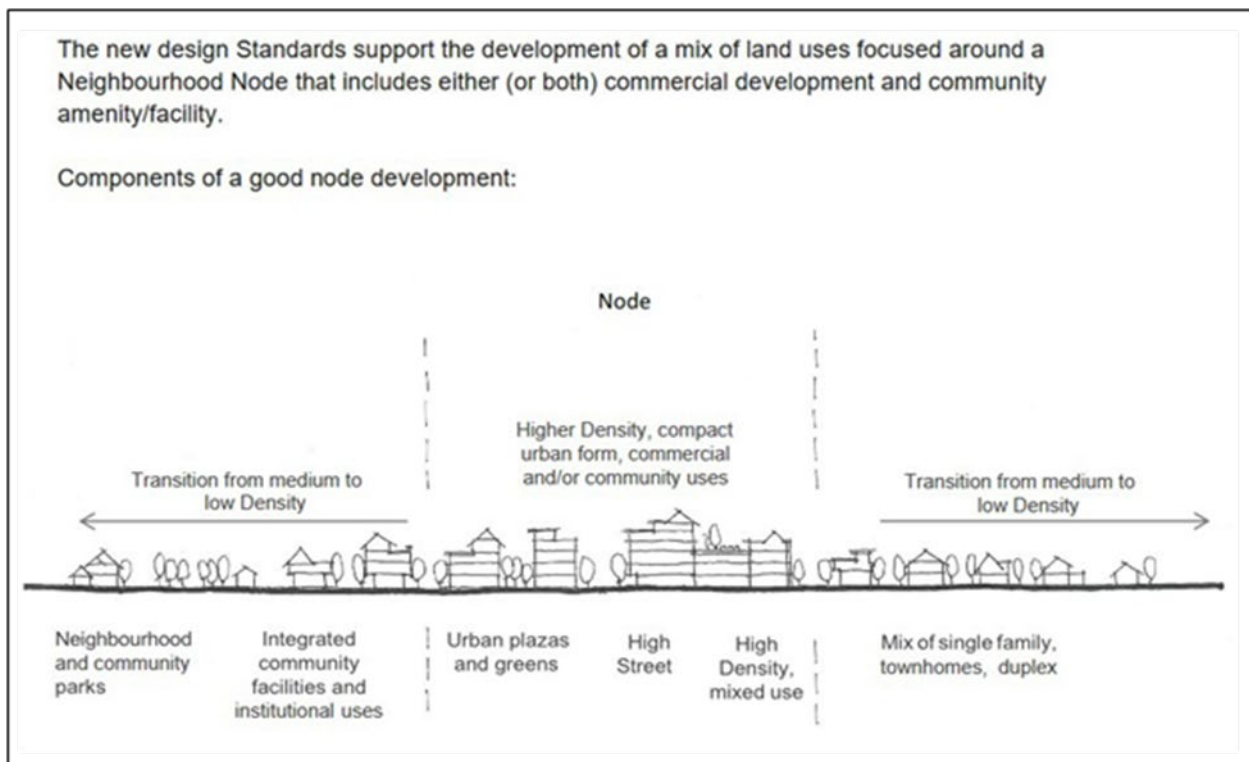 The new design Standards support the development of a mix of land uses focused around a
Neighbourhood Node that includes either (or both) commercial development and community
amenity/facility.
Components of a good node development:
Node
Higher Density, compact
urban form, commercial
and/or community uses
Transition from medium to
low Density
Transition from medium to
low Density
Neighbourhood
and community
parks
Integrated
community
facilities and
institutional uses
Urban plazas
and greens
High
Street
High
Density,
mixed use
Mix of single family,
townhomes, duplex